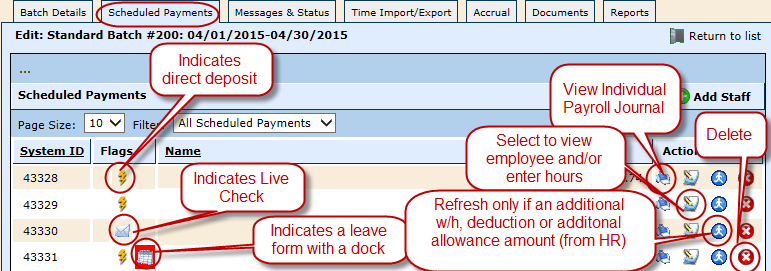 Batch Details Scheduled Payments Messages & Status Time Import/Export Accrual Documents Reports
Edit: Standard Batch #200: 04/01/2015-04/30/2015
Return to list
Indicates
direct deposit
...
View Individual
Payroll Journal
Scheduled Payments
Add Staff
Page Size: 10
All Scheduled Payments
Delete
Select to view
employee and/or
enter hours
System ID Flags Name
43328
Indicates Live
Check
43329
Refresh only if an additional
w/h, deduction or additonal
allowance amount (from HR)
43330
Indicates a leave
form with a dock
43331